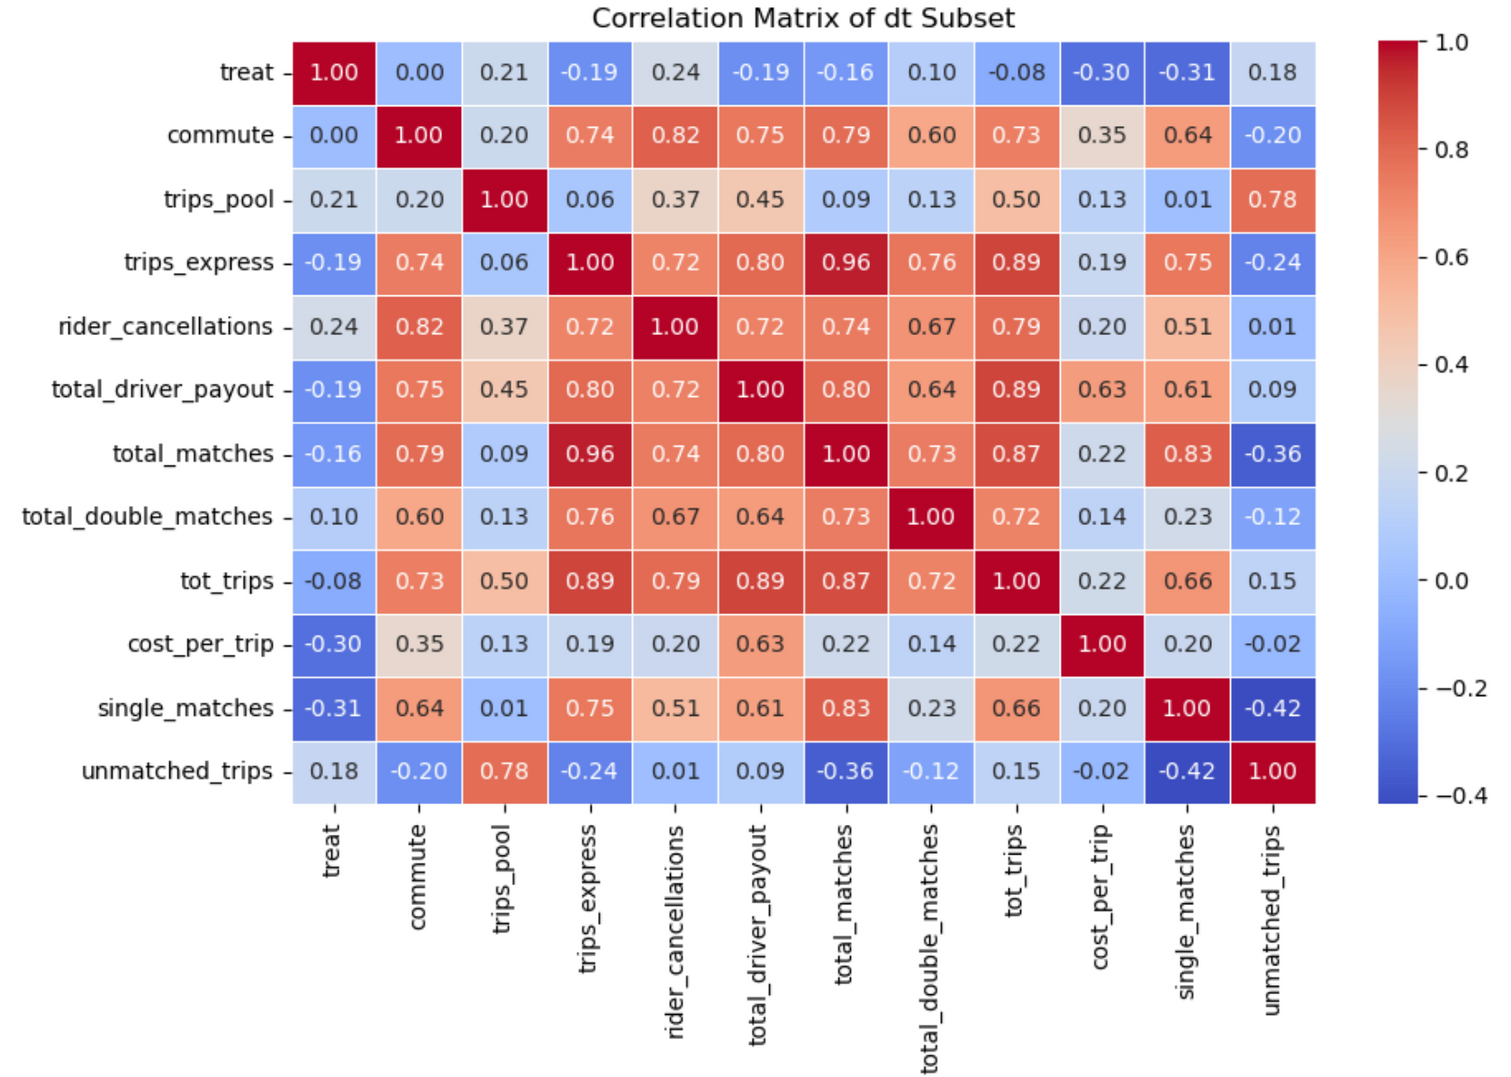 Correlation Matrix of dt Subset
treat 1.00 0.00 0.21 -0.19 0.24 -0.19 -0.16 0.10 -0.08 -0.30 -0.31 0.18
commute 0.00 1.00 0.20 0.74 0.82 0.75 0.79 0.60 0.73 0.35 0.64 -0.20
trips_pool 0.21 0.20 1.00 0.06 0.37 0.45 0.09 0.13 0.50 0.13 0.01 0.78
trips_express -0.19 0.74 0.06 1.00 0.72 0.80 0.96 0.76 0.89 0.19 0.75 -0.24
rider_cancellations 0.24 0.82 0.37 0.72 1.00 0.72 0.74 0.67 0.79 0.20 0.51 0.01
total_driver_payout -0.19 0.75 0.45 0.80 0.72 1.00 0.80 0.64 0.89 0.63 0.61 0.09
total_matches -0.16 0.79 0.09 0.96 0.74 0.80 1.00 0.73 0.87 0.22 0.83 -0.36
total_double_matches 0.10 0.60 0.13 0.76 0.67 0.64 0.73 1.00 0.72 0.14 0.23 -0.12
tot_trips -0.08 0.73 0.50 0.89 0.79 0.89 0.87 0.72 1.00 0.22 0.66 0.15
cost_per_trip -0.30 0.35 0.13 0.19 0.20 0.63 0.22 0.14 0.22 1.00 0.20 -0.02
single_matches -0.31 0.64 0.01 0.75 0.51 0.61 0.83 0.23 0.66 0.20 1.00 -0.42
unmatched_trips 0.18 -0.20 0.78 -0.24 0.01 0.09 -0.36 -0.12 0.15 -0.02 -0.42 1.00
treat
commute
trips_pool
trips_express
rider_cancellations
total_driver_payout
total_matches
total_double_matches
tot_trips
cost_per_trip
single_matches
unmatched_trips
1.0
0.8
0.6
0.4
0.2
0.0
−0.2
−0.4